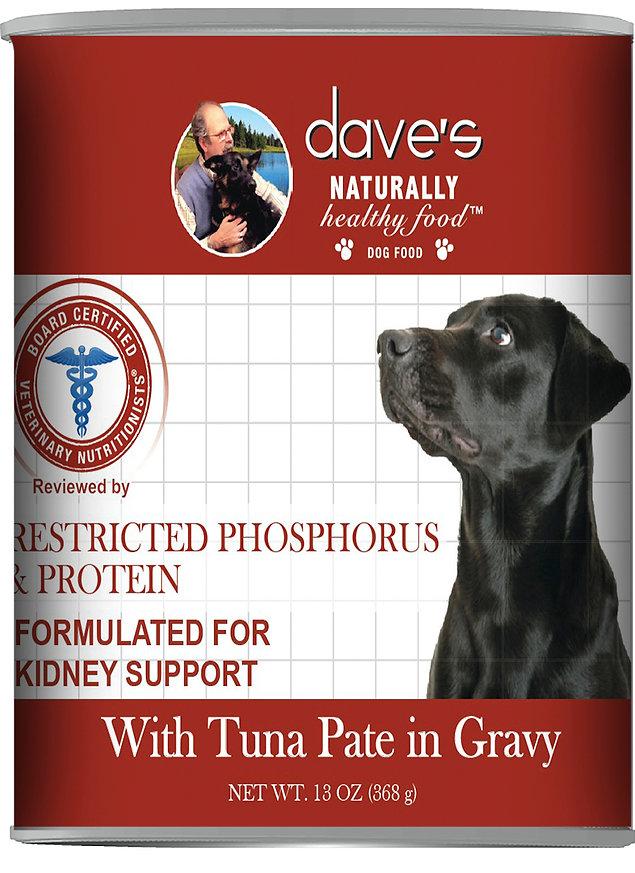 dave's
NATURALLY
healthy food™
DOG FOOD
BOARD CERTIFIED
VETERINARY NUTRITIONISTS®
Reviewed by
RESTRICTED PHOSPHORUS
& PROTEIN
FORMULATED FOR
KIDNEY SUPPORT
With Tuna Pate in Gravy
NET WT. 13 OZ (368 g)